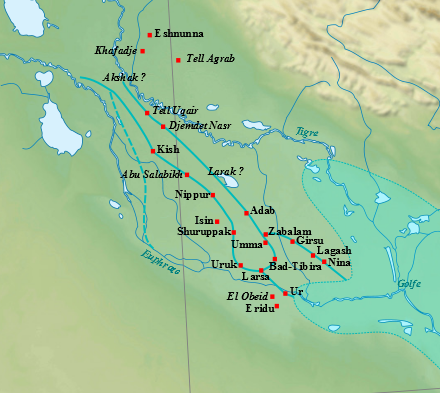 Eshnunna
Khafadje
Tell Agrab
Akshak ?
Tell Uqair
Djemdet Nasr
Tigre
Kish
Abu Salabikh
Larak ?
Nippur
Adab
Isin
Shuruppak
Zabalam
Umma
Girsu
Lagash
Nina
Bad-Tibira
Uruk
Larsa
Euphrate
Golfe
El Obeid
Ur
Eridu